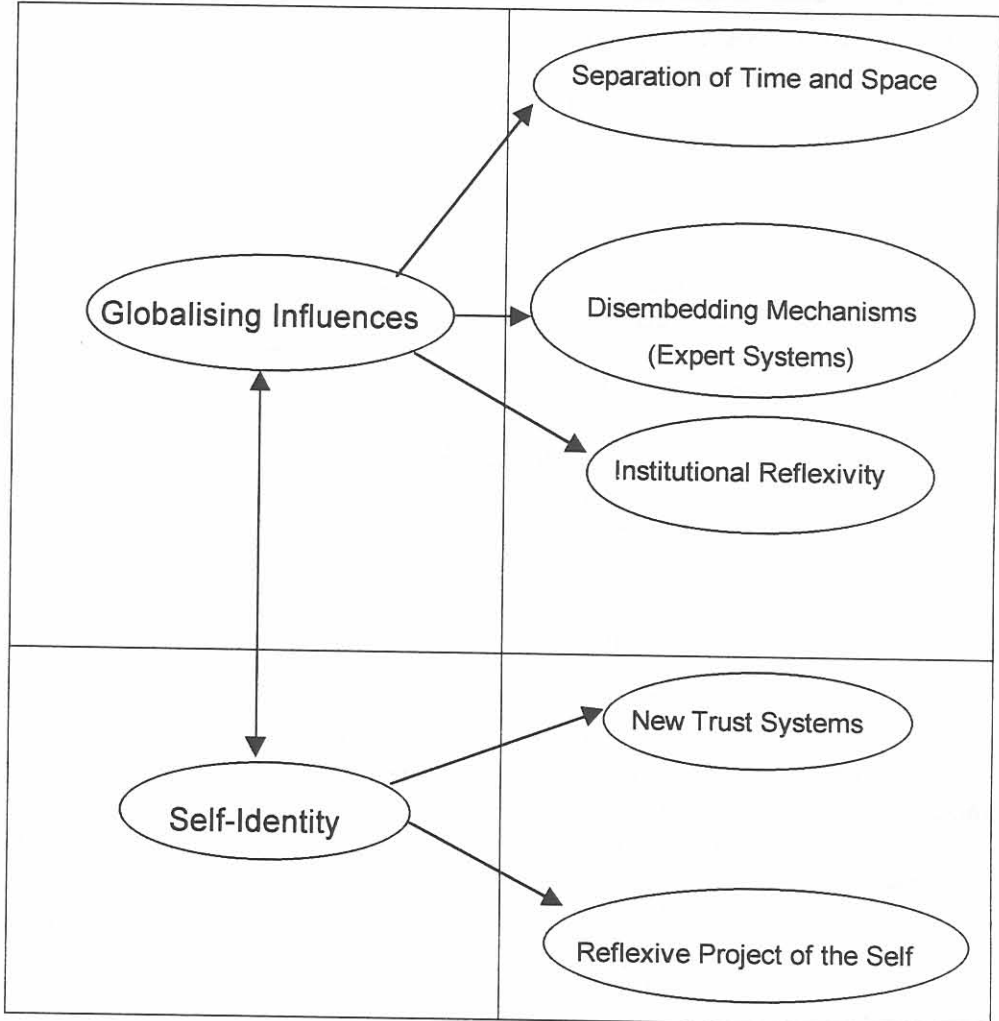 Separation of Time and Space
Globalising Influences
Disembedding Mechanisms
(Expert Systems)
Institutional Reflexivity
New Trust Systems
Self-Identity
Reflexive Project of the Self